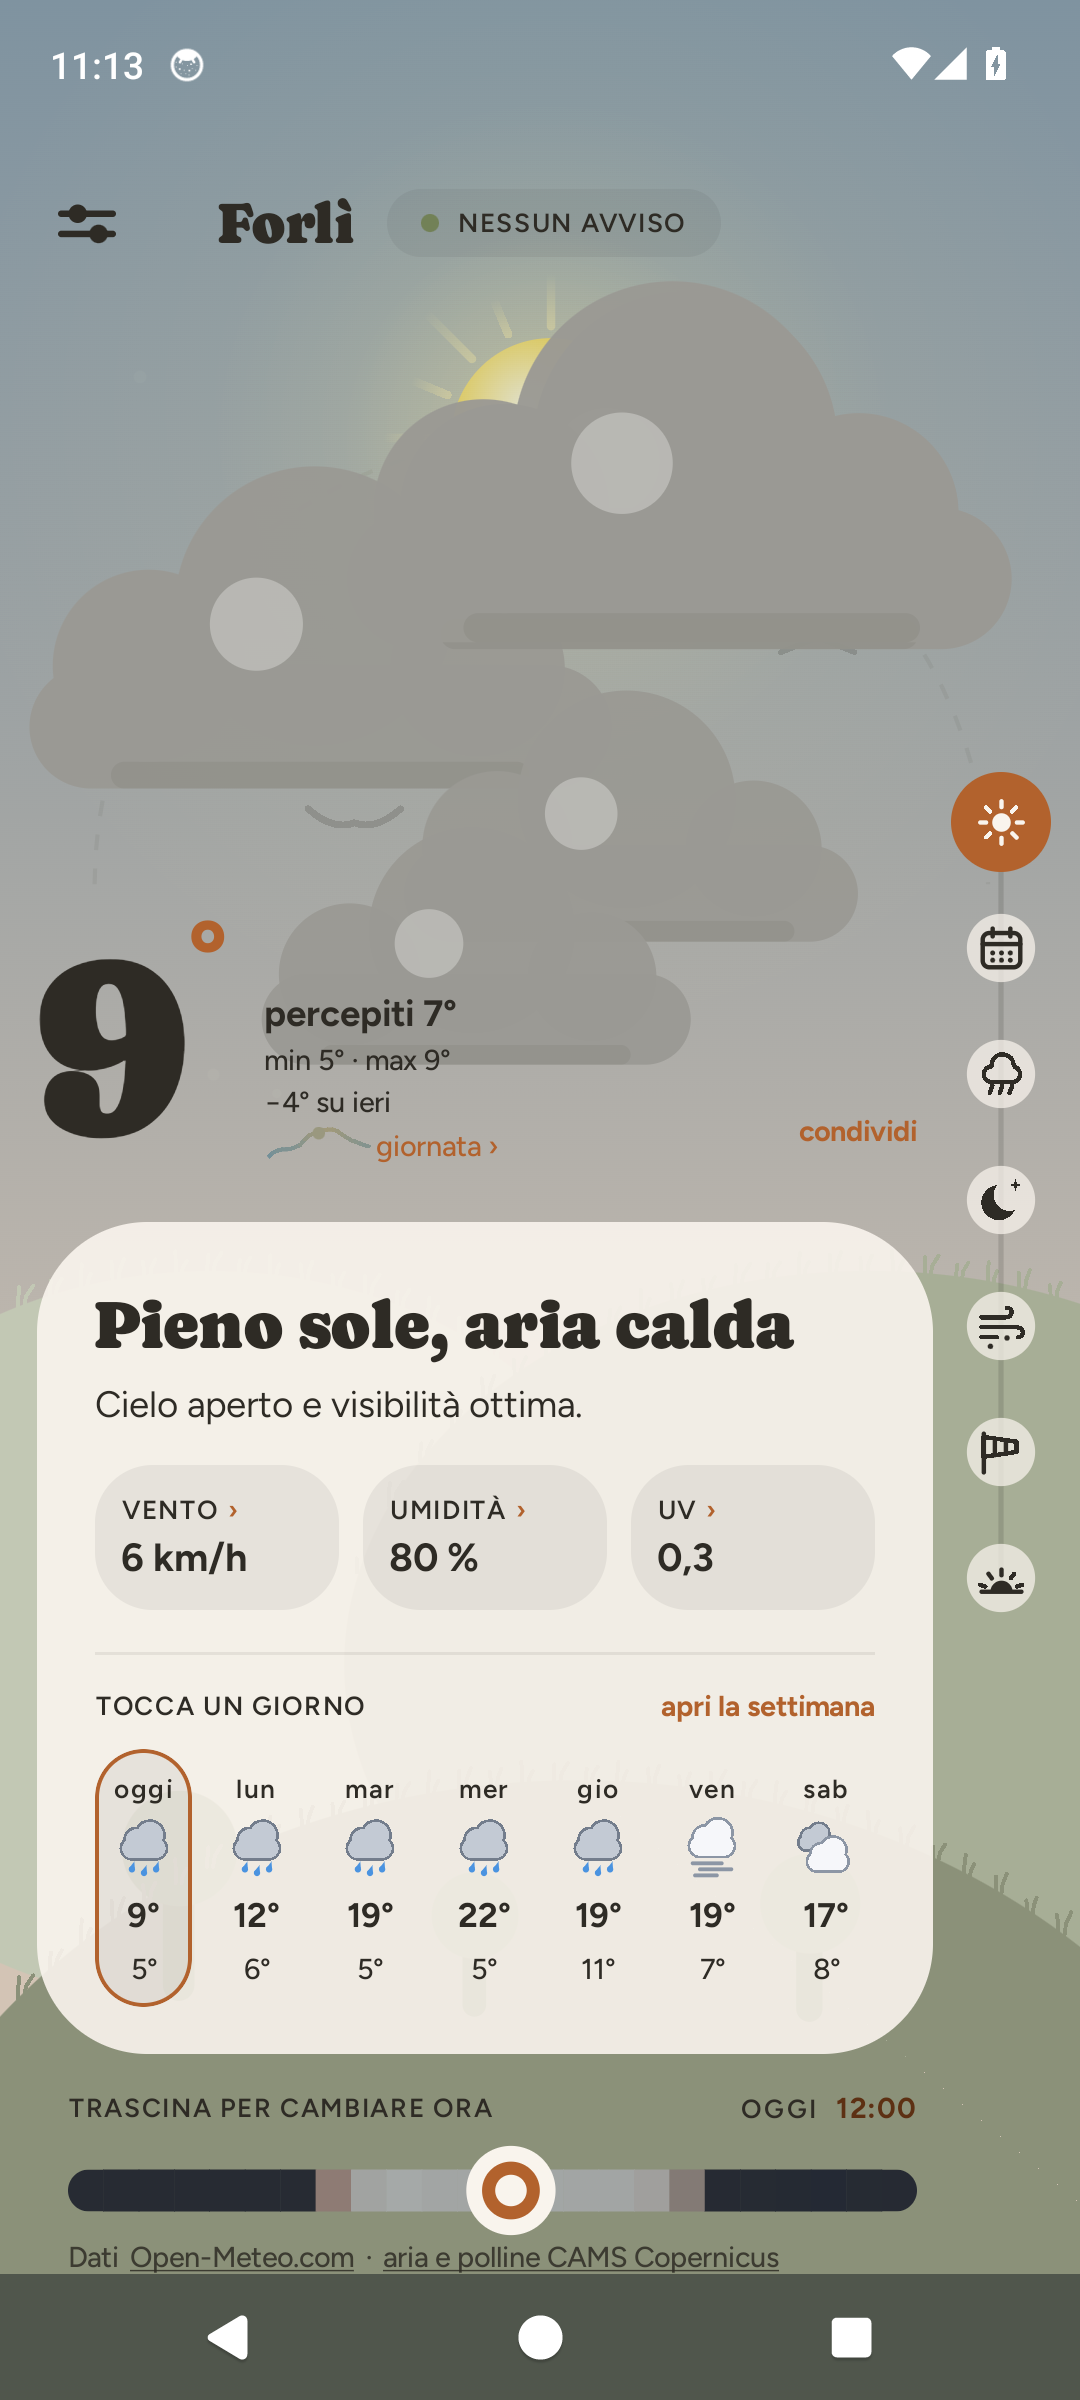 11:13
Forlì
NESSUN AVVISO
9°
percepiti 7°
min 5° · max 9°
−4° su ieri
giornata ›
condividi
Pieno sole, aria calda
Cielo aperto e visibilità ottima.
VENTO › UMIDITÀ › UV ›
6 km/h 80 % 0,3
TOCCA UN GIORNO apri la settimana
oggi lun mar mer gio ven sab
9° 12° 19° 22° 19° 19° 17°
5° 6° 5° 5° 11° 7° 8°
TRASCINA PER CAMBIARE ORA OGGI 12:00
Dati Open-Meteo.com · aria e polline CAMS Copernicus